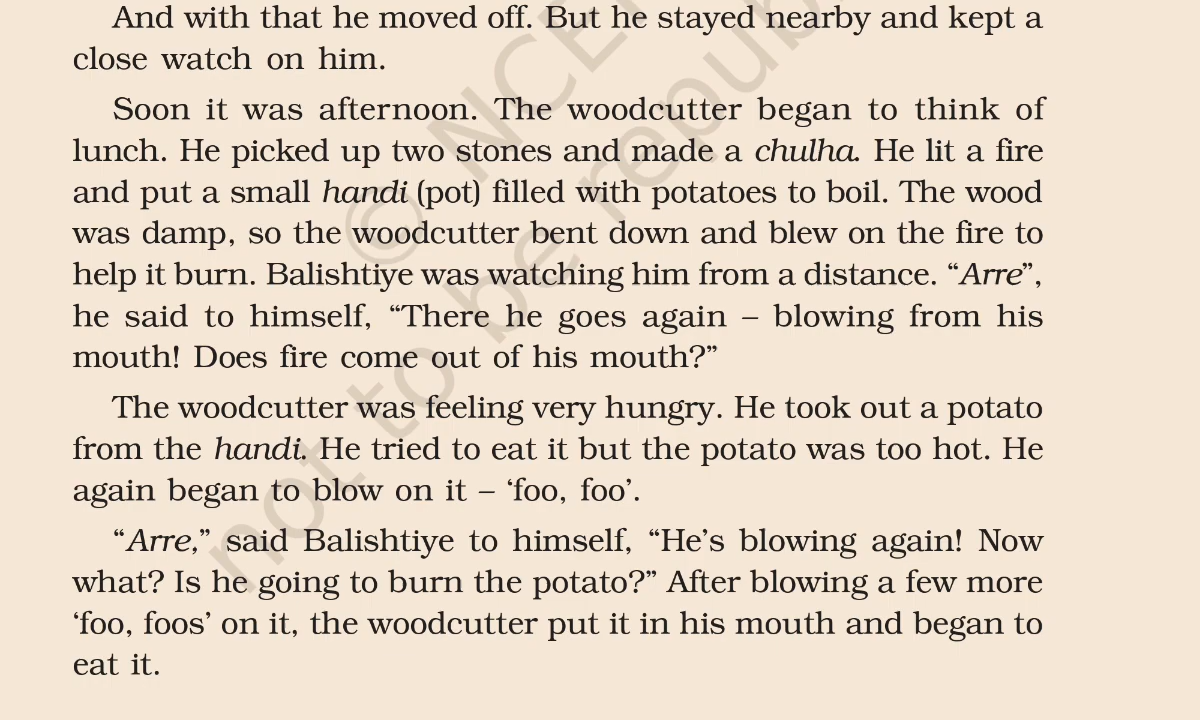 And with that he moved off. But he stayed nearby and kept a
close watch on him.
Soon it was afternoon. The woodcutter began to think of
lunch. He picked up two stones and made a chulha. He lit a fire
and put a small handi (pot) filled with potatoes to boil. The wood
was damp, so the woodcutter bent down and blew on the fire to
help it burn. Balishtiye was watching him from a distance. “Arre”,
he said to himself, “There he goes again – blowing from his
mouth! Does fire come out of his mouth?”
The woodcutter was feeling very hungry. He took out a potato
from the handi. He tried to eat it but the potato was too hot. He
again began to blow on it – ‘foo, foo’.
“Arre,” said Balishtiye to himself, “He’s blowing again! Now
what? Is he going to burn the potato?” After blowing a few more
‘foo, foos’ on it, the woodcutter put it in his mouth and began to
eat it.
© NCE
not to be repub